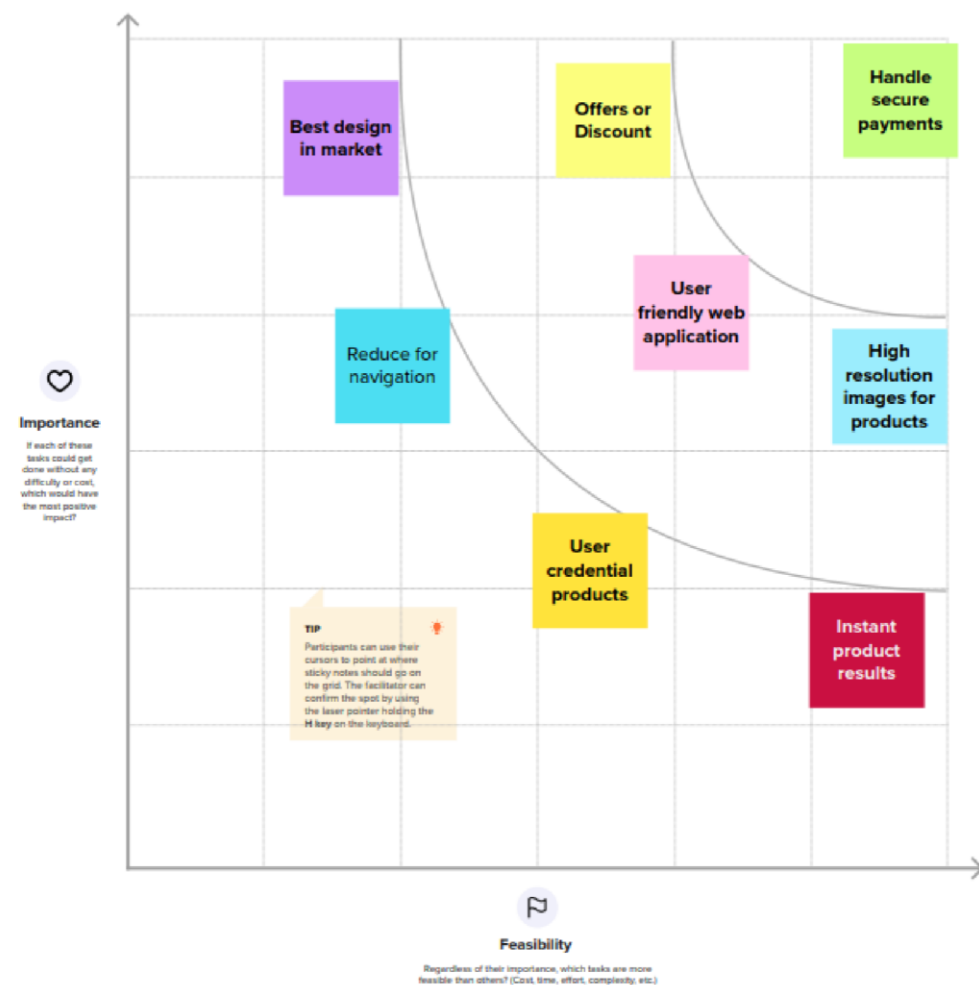 Best design
in market
Offers or
Discount
Handle
secure
payments
User
friendly web
application
Reduce for
navigation
High
resolution
images for
products
Importance
If each of these
tasks could get
done without any
difficulty or cost,
which would have
the most positive
impact?
User
credential
products
Instant
product
results
TIP
Participants can use their
cursors to point at where
sticky notes should go on
the grid. The facilitator can
confirm the spot by using
the laser pointer holding the
H key on the keyboard.
Feasibility
Regardless of their importance, which tasks are more
feasible than others? (Cost, time, effort, complexity, etc.)